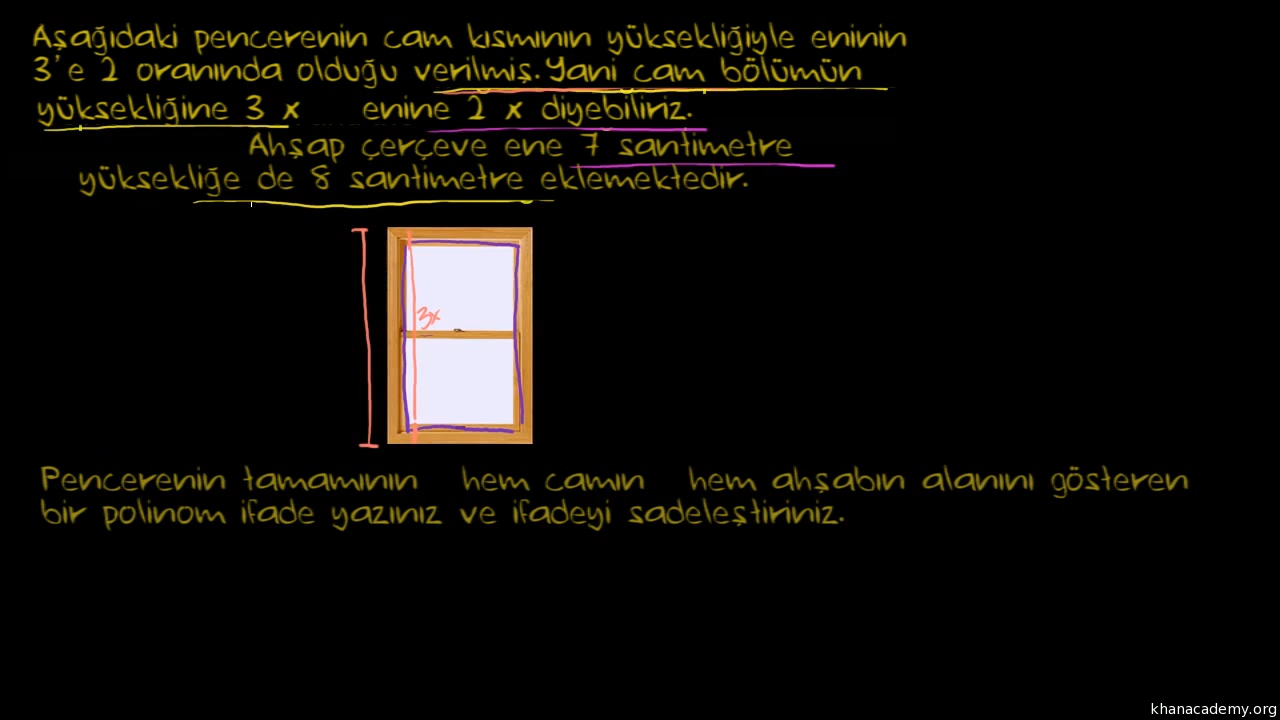 Aşağıdaki pencerenin cam kısmının yüksekliğiyle eninin
3'e 2 oranında olduğu verilmiş. Yani cam bölümün
yüksekliğine 3 x enine 2 x diyebiliriz.
Ahşap çerçeve ene 7 santimetre
yüksekliğe de 8 santimetre eklemektedir.
3x
Pencerenin tamamının hem camın hem ahşabın alanını gösteren
bir polinom ifade yazınız ve ifadeyi sadeleştiriniz.
khanacademy.org